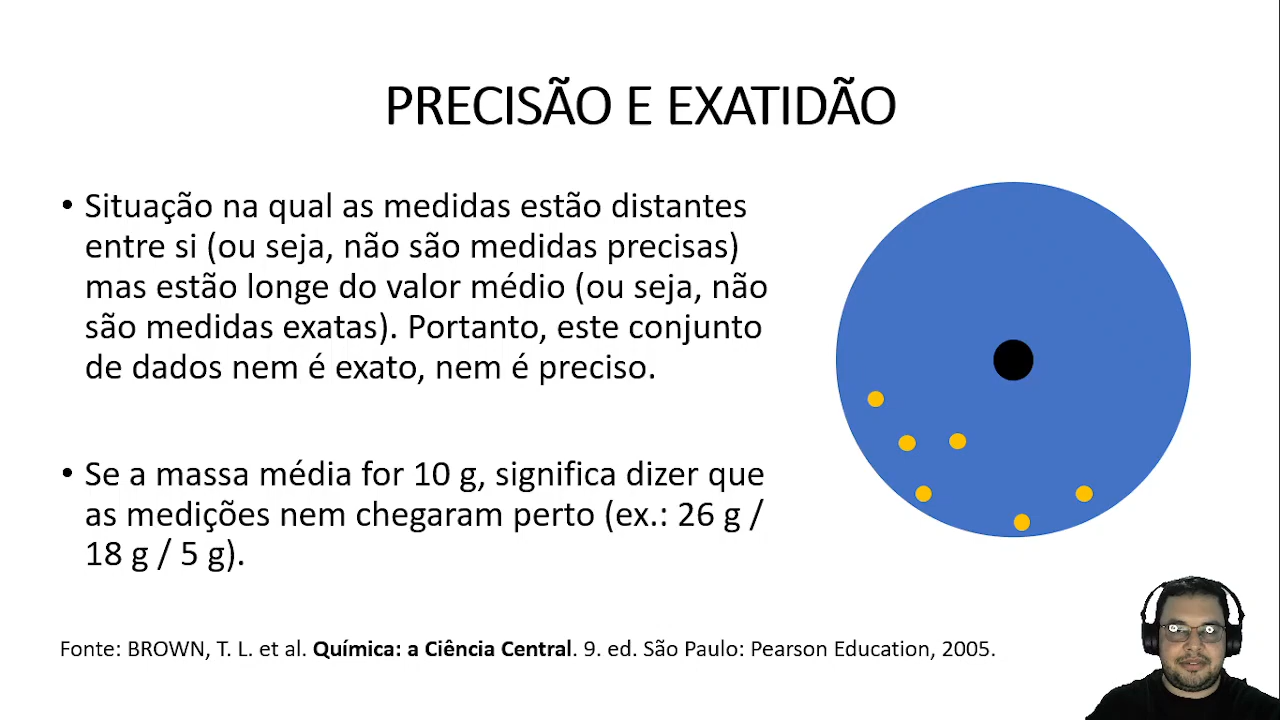 PRECISÃO E EXATIDÃO
• Situação na qual as medidas estão distantes
entre si (ou seja, não são medidas precisas)
mas estão longe do valor médio (ou seja, não
são medidas exatas). Portanto, este conjunto
de dados nem é exato, nem é preciso.
• Se a massa média for 10 g, significa dizer que
as medições nem chegaram perto (ex.: 26 g /
18 g / 5 g).
Fonte: BROWN, T. L. et al. Química: a Ciência Central. 9. ed. São Paulo: Pearson Education, 2005.